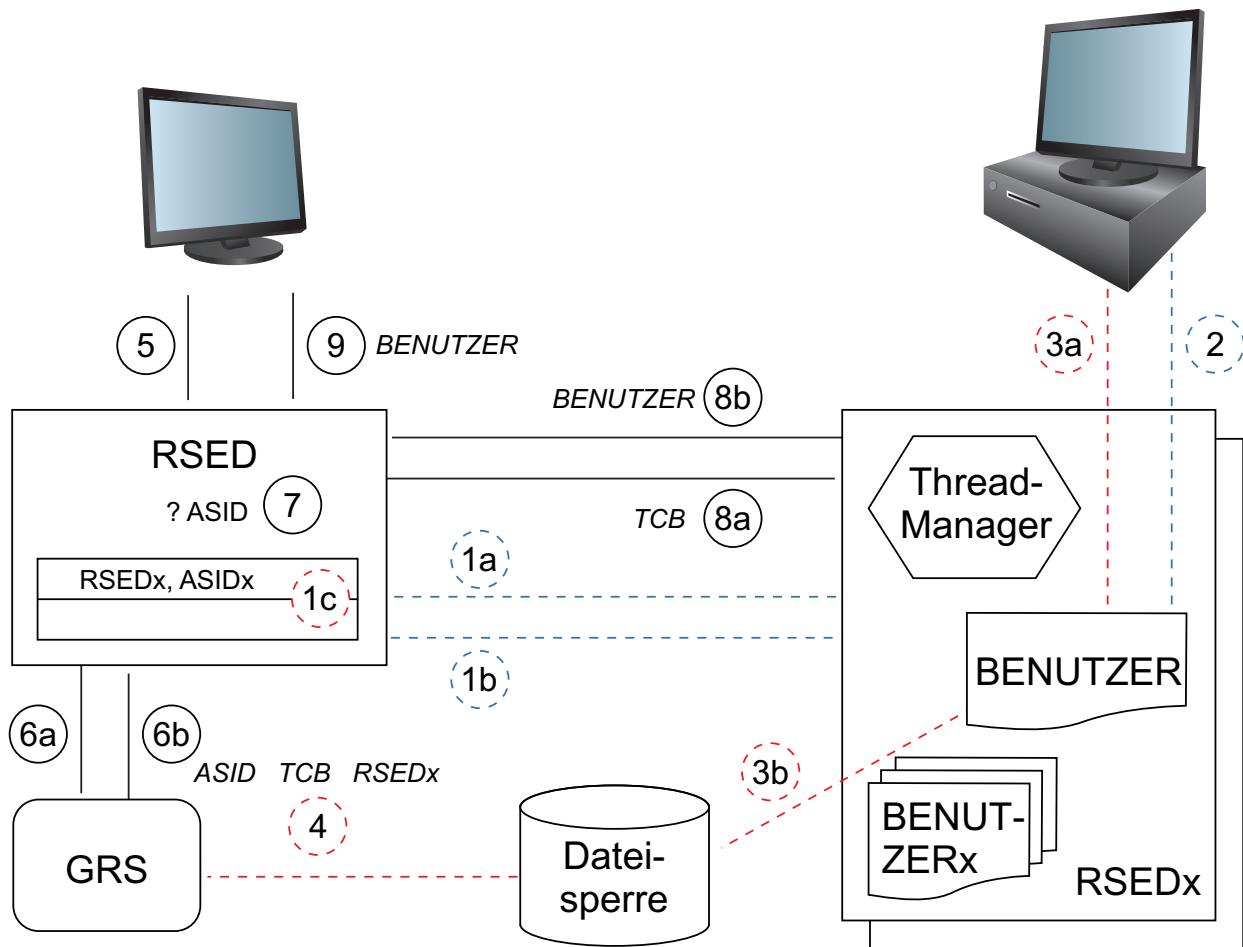 5
9 BENUTZER
3a
2
BENUTZER 8b
RSED
? ASID 7
TCB 8a
Thread-
Manager
RSEDx, ASIDx
1c
1a
1b
BENUTZER
6a
6b
ASID TCB RSEDx
4
3b
GRS
Datei-
sperre
BENUT-
ZERx
RSEDx